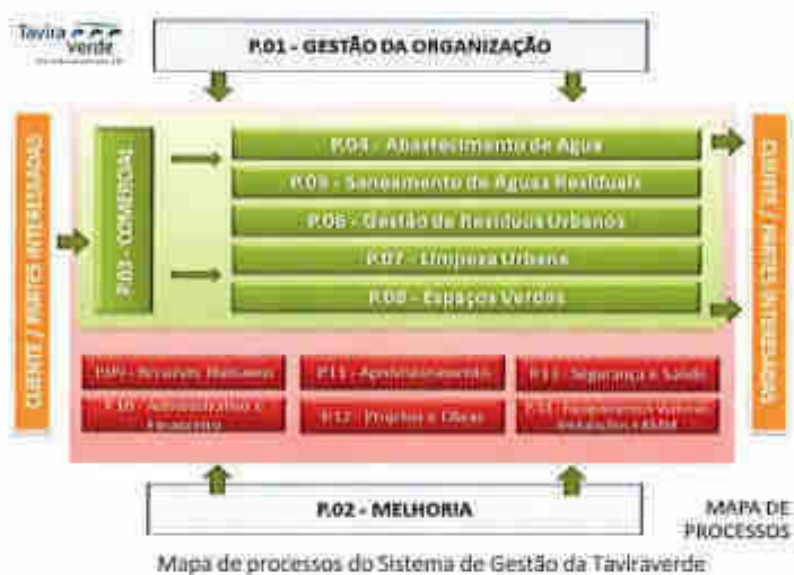 Tavira
Verde
P.01 - GESTÃO DA ORGANIZAÇÃO
CLIENTE / PARTES INTERESSADAS
P.03 - COMERCIAL
P.04 - Abastecimento de Água
P.05 - Saneamento de Águas Residuais
P.06 - Gestão de Resíduos Urbanos
P.07 - Limpeza Urbana
P.08 - Espaços Verdes
CLIENTE / PARTES INTERESSADAS
P.09 - Recursos Humanos
P.11 - Aprovisionamento
P.13 - Segurança e Saúde
P.10 - Administrativo e
Financeiro
P.12 - Projetos e Obras
P.02 - MELHORIA
MAPA DE
PROCESSOS
Mapa de processos do Sistema de Gestão da Taviraverde